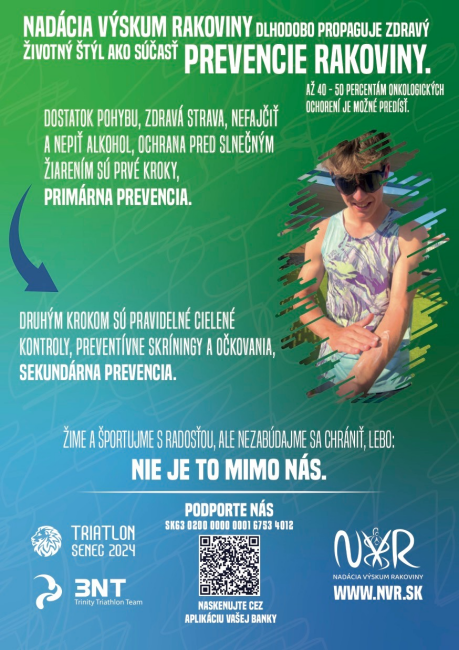 NADÁCIA VÝSKUM RAKOVINY DLHODOBO PROPAGUJE ZDRAVÝ
ŽIVOTNÝ ŠTÝL AKO SÚČASŤ PREVENCIE RAKOVINY.
AŽ 40 - 50 PERCENTÁM ONKOLOGICKÝCH
OCHORENÍ JE MOŽNÉ PREDÍSŤ.
DOSTATOK POHYBU, ZDRAVÁ STRAVA, NEFAJČIŤ
A NEPIŤ ALKOHOL, OCHRANA PRED SLNEČNÝM
ŽIARENÍM SÚ PRVÉ KROKY,
PRIMÁRNA PREVENCIA.
DRUHÝM KROKOM SÚ PRAVIDELNÉ CIELENÉ
KONTROLY, PREVENTÍVNE SKRÍNINGY A OČKOVANIA,
SEKUNDÁRNA PREVENCIA.
ŽIME A ŠPORTUJME S RADOSŤOU, ALE NEZABÚDAJME SA CHRÁNIŤ, LEBO:
NIE JE TO MIMO NÁS.
PODPORTE NÁS
SK63 0200 0000 0001 6753 4012
NASKENUJTE CEZ
APLIKÁCIU VAŠEJ BANKY
TRIATLON
SENEC 2024
3NT
Trinity Triathlon Team
NVR
NADÁCIA VÝSKUM RAKOVINY
WWW.NVR.SK